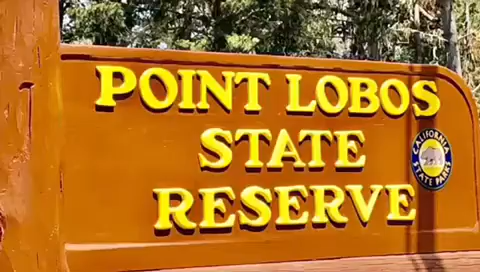 POINT LOBOS
STATE
RESERVE
CALIFORNIA
STATE PARKS